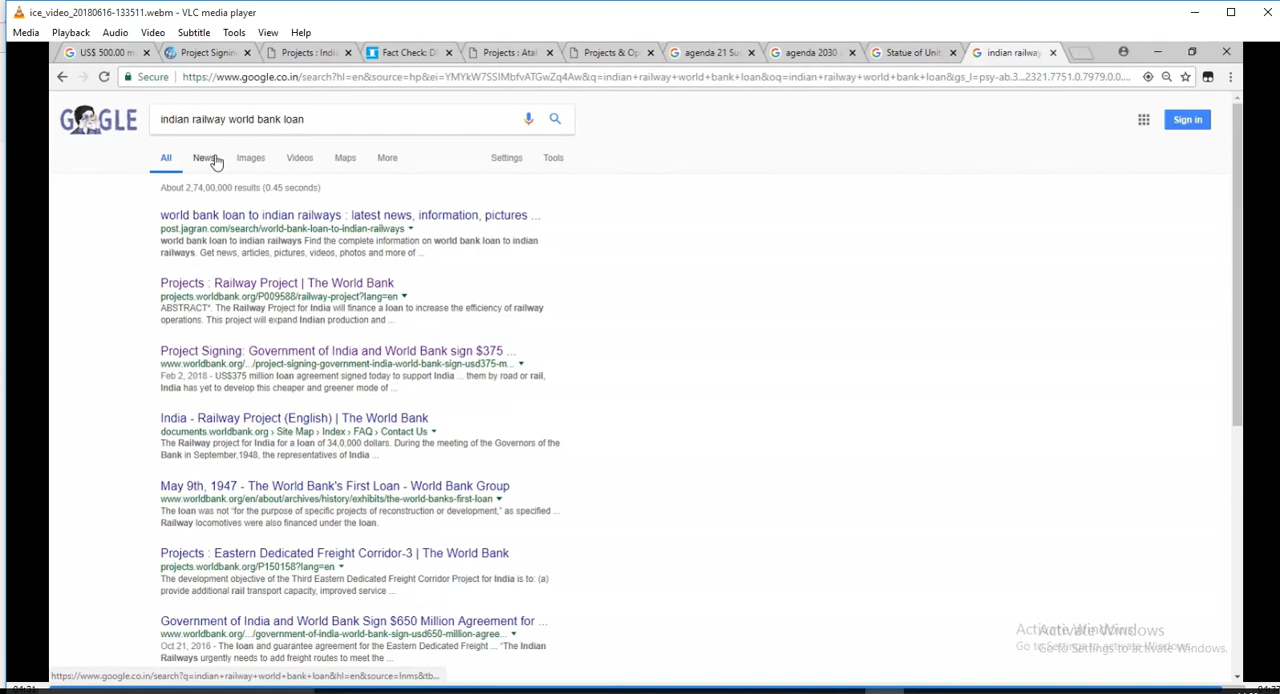 ice_video_20180616-133511.webm - VLC media player
Media Playback Audio Video Subtitle Tools View Help
US$ 500.00 m Project Signin Projects : Indi Fact Check: D Projects : Atal Projects & Op agenda 21 Su agenda 2030 Statue of Unit indian railway
Secure https://www.google.co.in/search?hl=en&source=hp&ei=YMYkW7SSIMbfvATGwZq4Aw&q=indian+railway+world+bank+loan&oq=indian+railway+world+bank+loan&gs_l=psy-ab.3...2321.7751.0.7979.0.0....
GOOGLE
indian railway world bank loan
Sign in
All News Images Videos Maps More Settings Tools
About 2,74,00,000 results (0.45 seconds)
world bank loan to indian railways : latest news, information, pictures ...
post.jagran.com/search/world-bank-loan-to-indian-railways
world bank loan to indian railways Find the complete information on world bank loan to indian
railways. Get news, articles, pictures, videos, photos and more of ...
Projects : Railway Project | The World Bank
projects.worldbank.org/P009588/railway-project?lang=en
ABSTRACT*. The Railway Project for India will finance a loan to increase the efficiency of railway
operations. This project will expand Indian production and ...
Project Signing: Government of India and World Bank sign $375 ...
www.worldbank.org/.../project-signing-government-india-world-bank-sign-usd375-m...
Feb 2, 2018 - US$375 million loan agreement signed today to support India ... them by road or rail,
India has yet to develop this cheaper and greener mode of ...
India - Railway Project (English) | The World Bank
documents.worldbank.org › Site Map › Index › FAQ › Contact Us
The Railway project for India for a loan of 34,0,000 dollars. During the meeting of the Governors of the
Bank in September,1948, the representatives of India ...
May 9th, 1947 - The World Bank's First Loan - World Bank Group
www.worldbank.org/en/about/archives/history/exhibits/the-world-banks-first-loan
The loan was not "for the purpose of specific projects of reconstruction or development," as specified ...
Railway locomotives were also financed under the loan.
Projects : Eastern Dedicated Freight Corridor-3 | The World Bank
projects.worldbank.org/P150158?lang=en
The development objective of the Third Eastern Dedicated Freight Corridor Project for India is to: (a)
provide additional rail transport capacity, improved service ...
Government of India and World Bank Sign $650 Million Agreement for ...
www.worldbank.org/.../government-of-india-world-bank-sign-usd650-million-agree...
Oct 21, 2016 - The loan and guarantee agreement for the Eastern Dedicated Freight ... "The Indian
Railways urgently needs to add freight routes to meet the ...
Activate Windows
Go to Settings to activate Windows.
https://www.google.co.in/search?q=indian+railway+world+bank+loan&hl=en&source=lnms&tb...